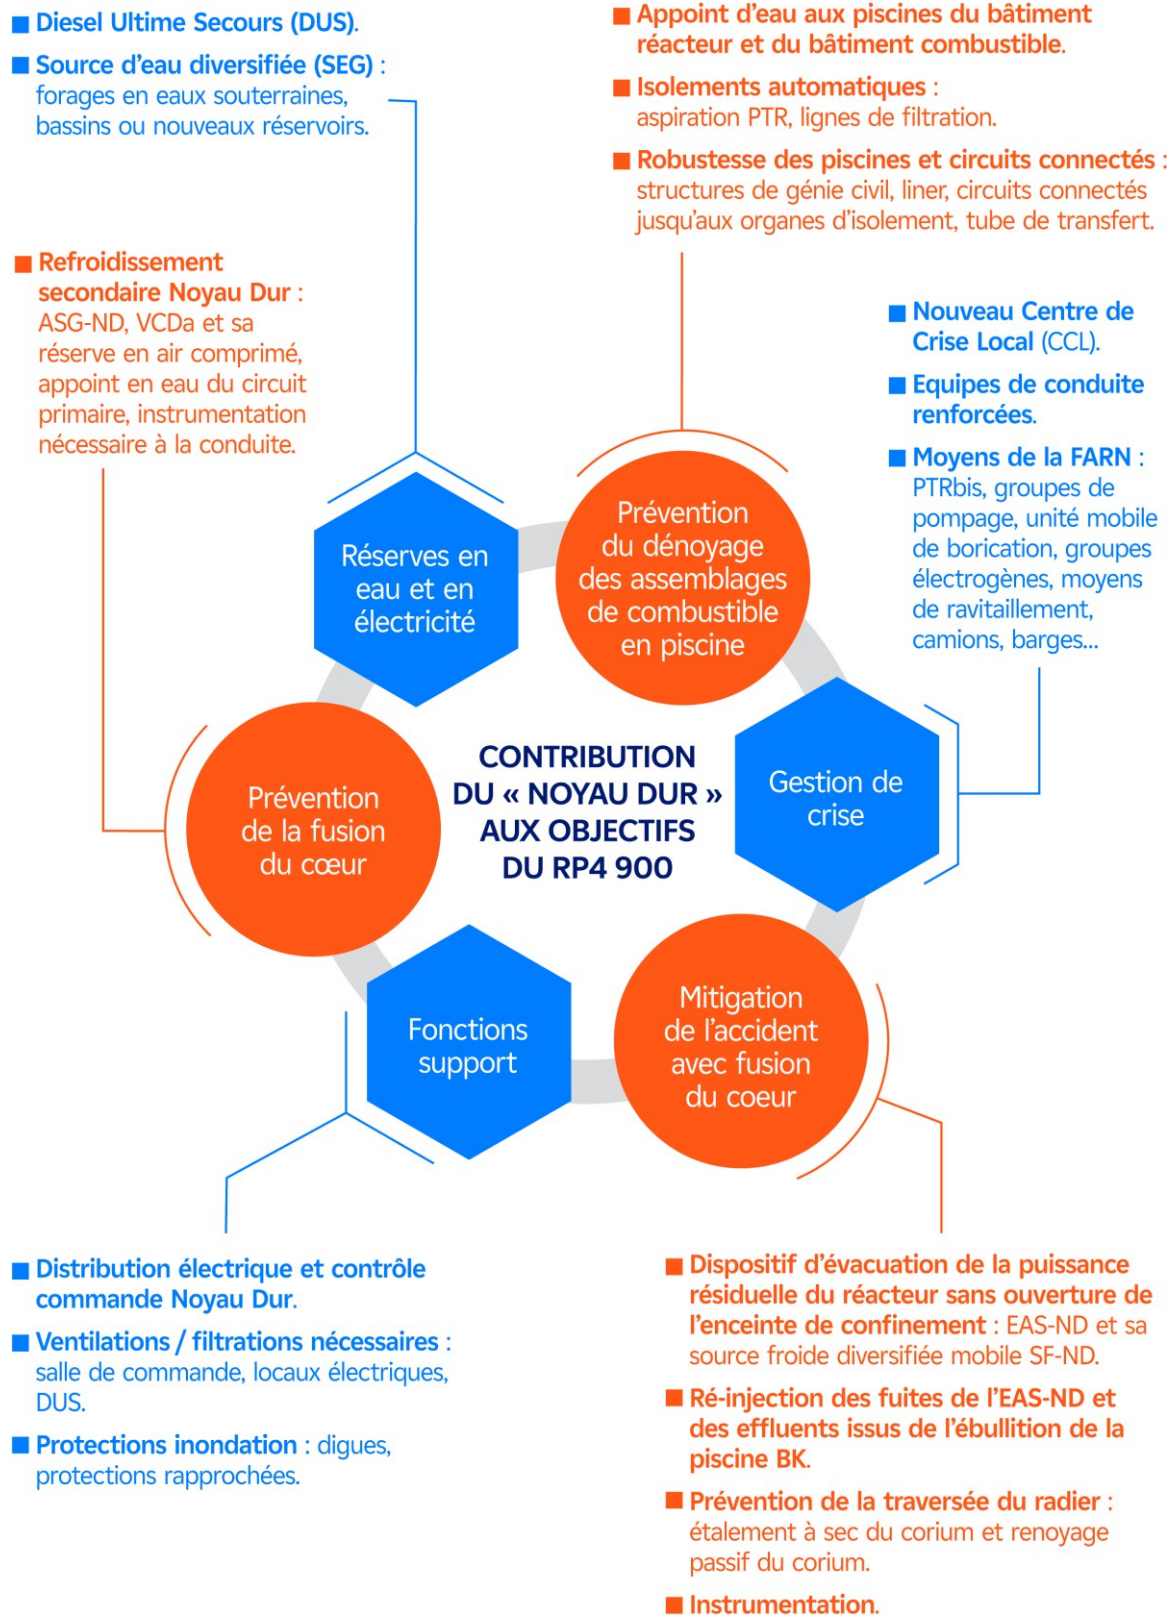 ■ Diesel Ultime Secours (DUS).
■ Source d’eau diversifiée (SEG) :
forages en eaux souterraines,
bassins ou nouveaux réservoirs.
■ Appoint d’eau aux piscines du bâtiment
réacteur et du bâtiment combustible.
■ Isolements automatiques :
aspiration PTR, lignes de filtration.
■ Robustesse des piscines et circuits connectés :
structures de génie civil, liner, circuits connectés
jusqu’aux organes d’isolement, tube de transfert.
■ Refroidissement
secondaire Noyau Dur :
ASG-ND, VCDa et sa
réserve en air comprimé,
appoint en eau du circuit
primaire, instrumentation
nécessaire à la conduite.
■ Nouveau Centre de
Crise Local (CCL).
■ Equipes de conduite
renforcées.
■ Moyens de la FARN :
PTRbis, groupes de
pompage, unité mobile
de borication, groupes
électrogènes, moyens
de ravitaillement,
camions, barges...
Réserves en
eau et en
électricité
Prévention
du dénoyage
des assemblages
de combustible
en piscine
Prévention
de la fusion
du cœur
CONTRIBUTION
DU « NOYAU DUR »
AUX OBJECTIFS
DU RP4 900
Gestion de
crise
Fonctions
support
Mitigation
de l’accident
avec fusion
du coeur
■ Distribution électrique et contrôle
commande Noyau Dur.
■ Ventilations / filtrations nécessaires :
salle de commande, locaux électriques,
DUS.
■ Protections inondation : digues,
protections rapprochées.
■ Dispositif d’évacuation de la puissance
résiduelle du réacteur sans ouverture de
l’enceinte de confinement : EAS-ND et sa
source froide diversifiée mobile SF-ND.
■ Ré-injection des fuites de l’EAS-ND et
des effluents issus de l’ébullition de la
piscine BK.
■ Prévention de la traversée du radier :
étalement à sec du corium et renoyage
passif du corium.
■ Instrumentation.